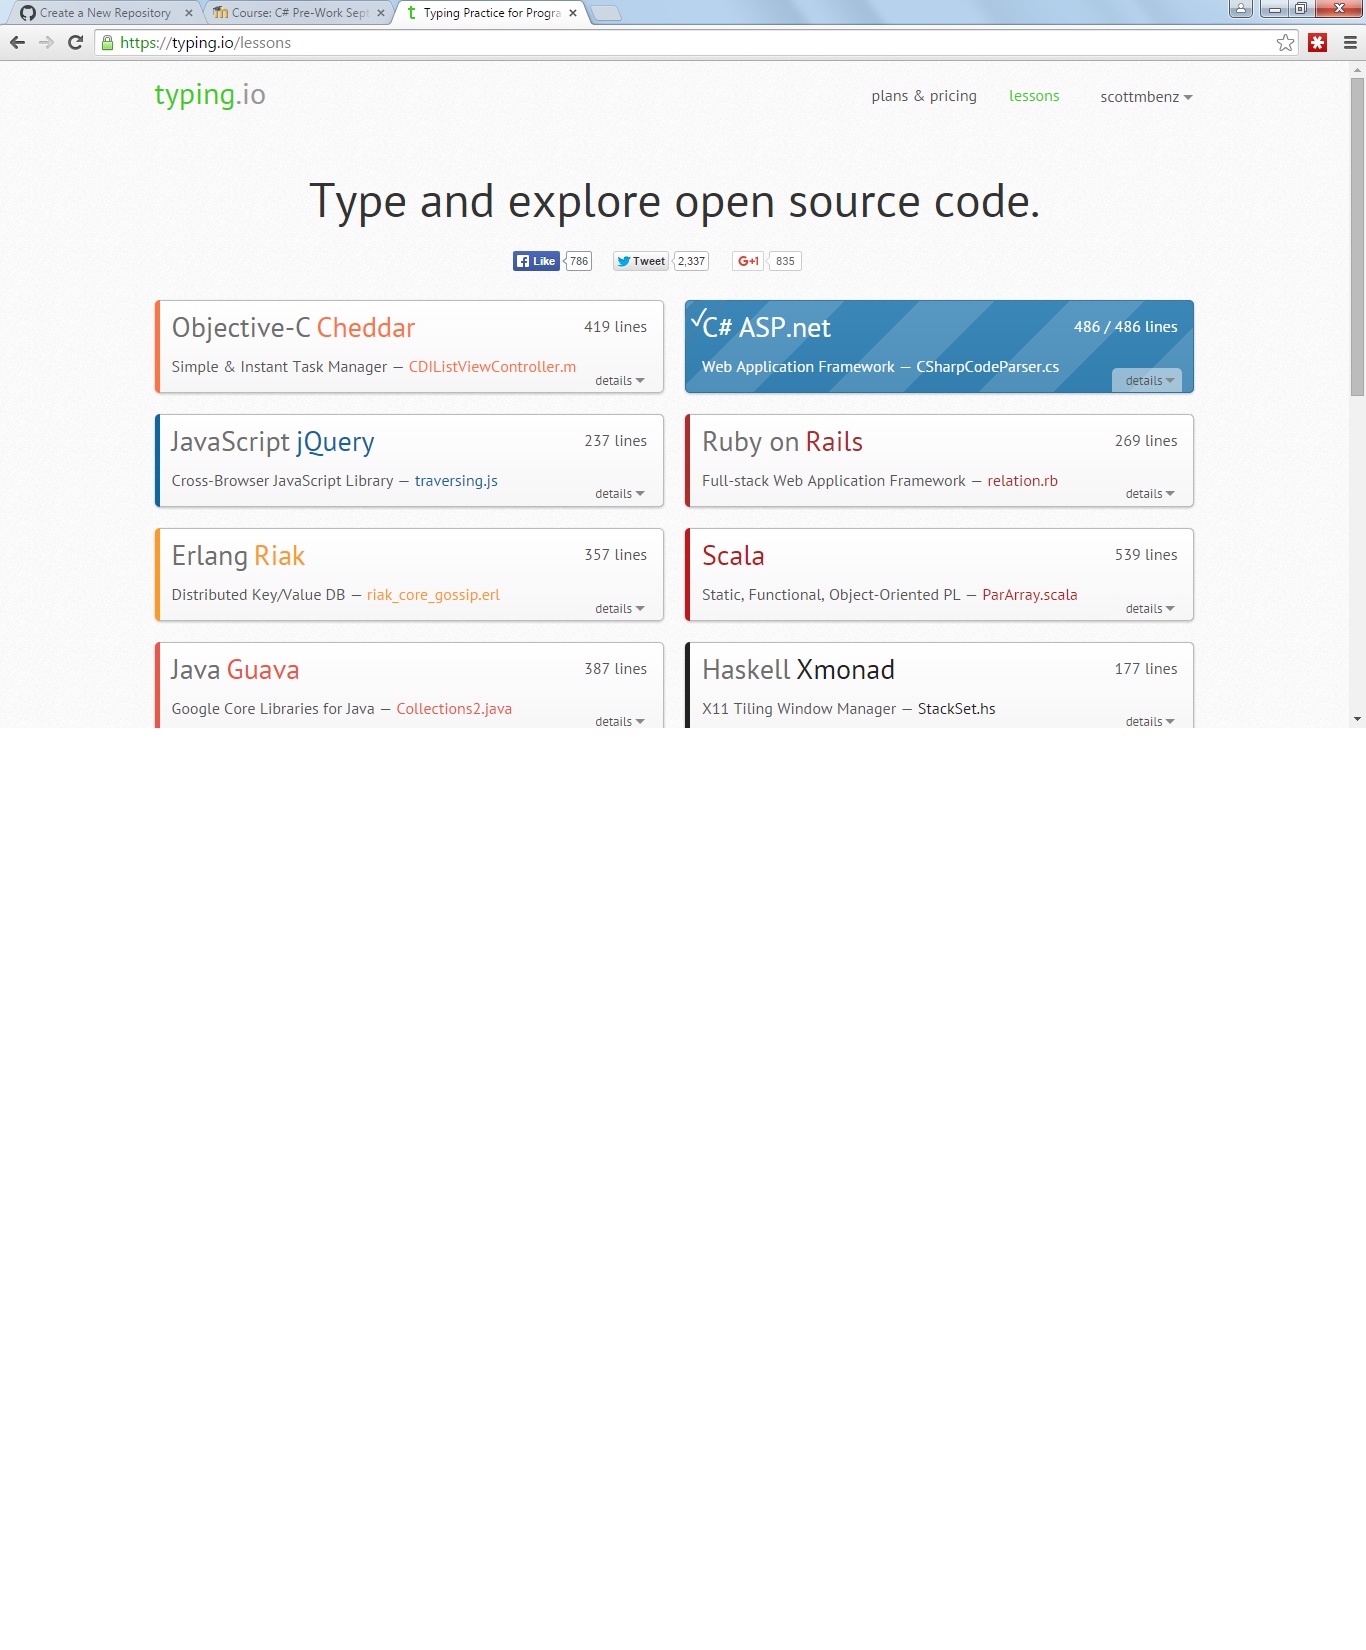 Create a New Repository
Course: C# Pre-Work Sept
Typing Practice for Progra
https://typing.io/lessons
typing.io
plans & pricing
lessons
scottmbenz
Type and explore open source code.
Like 786
Tweet 2,337
G+1 835
Objective-C Cheddar
419 lines
Simple & Instant Task Manager — CDIListViewController.m
details
C# ASP.net
486 / 486 lines
Web Application Framework — CSharpCodeParser.cs
details
JavaScript jQuery
237 lines
Cross-Browser JavaScript Library — traversing.js
details
Ruby on Rails
269 lines
Full-stack Web Application Framework — relation.rb
details
Erlang Riak
357 lines
Distributed Key/Value DB — riak_core_gossip.erl
details
Scala
539 lines
Static, Functional, Object-Oriented PL — ParArray.scala
details
Java Guava
387 lines
Google Core Libraries for Java — Collections2.java
details
Haskell Xmonad
177 lines
X11 Tiling Window Manager — StackSet.hs
details